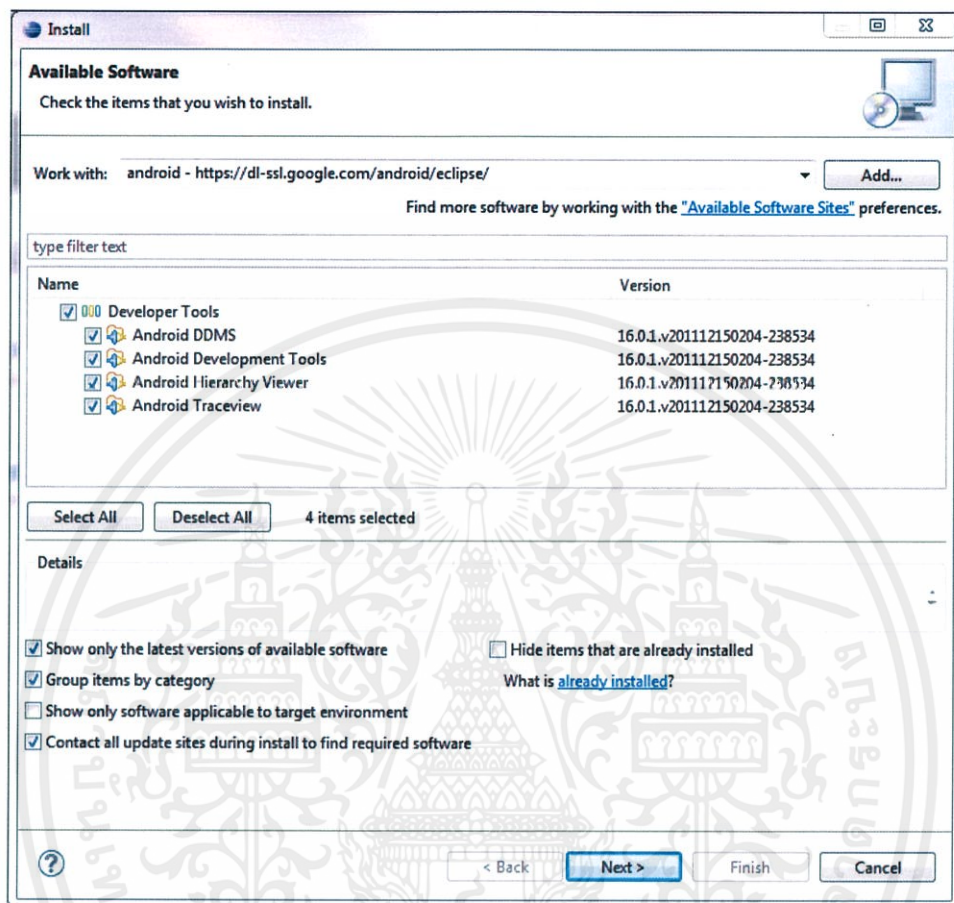 Install
Available Software
Check the items that you wish to install.
Work with: android - https://dl-ssl.google.com/android/eclipse/ Add...
Find more software by working with the "Available Software Sites" preferences.
type filter text
Name Version
Developer Tools
Android DDMS 16.0.1.v201112150204-238534
Android Development Tools 16.0.1.v201112150204-238534
Android Hierarchy Viewer 16.0.1.v201112150204-238534
Android Traceview 16.0.1.v201112150204-238534
Select All Deselect All 4 items selected
Details
Show only the latest versions of available software Hide items that are already installed
Group items by category What is already installed?
Show only software applicable to target environment
Contact all update sites during install to find required software
? < Back Next > Finish Cancel